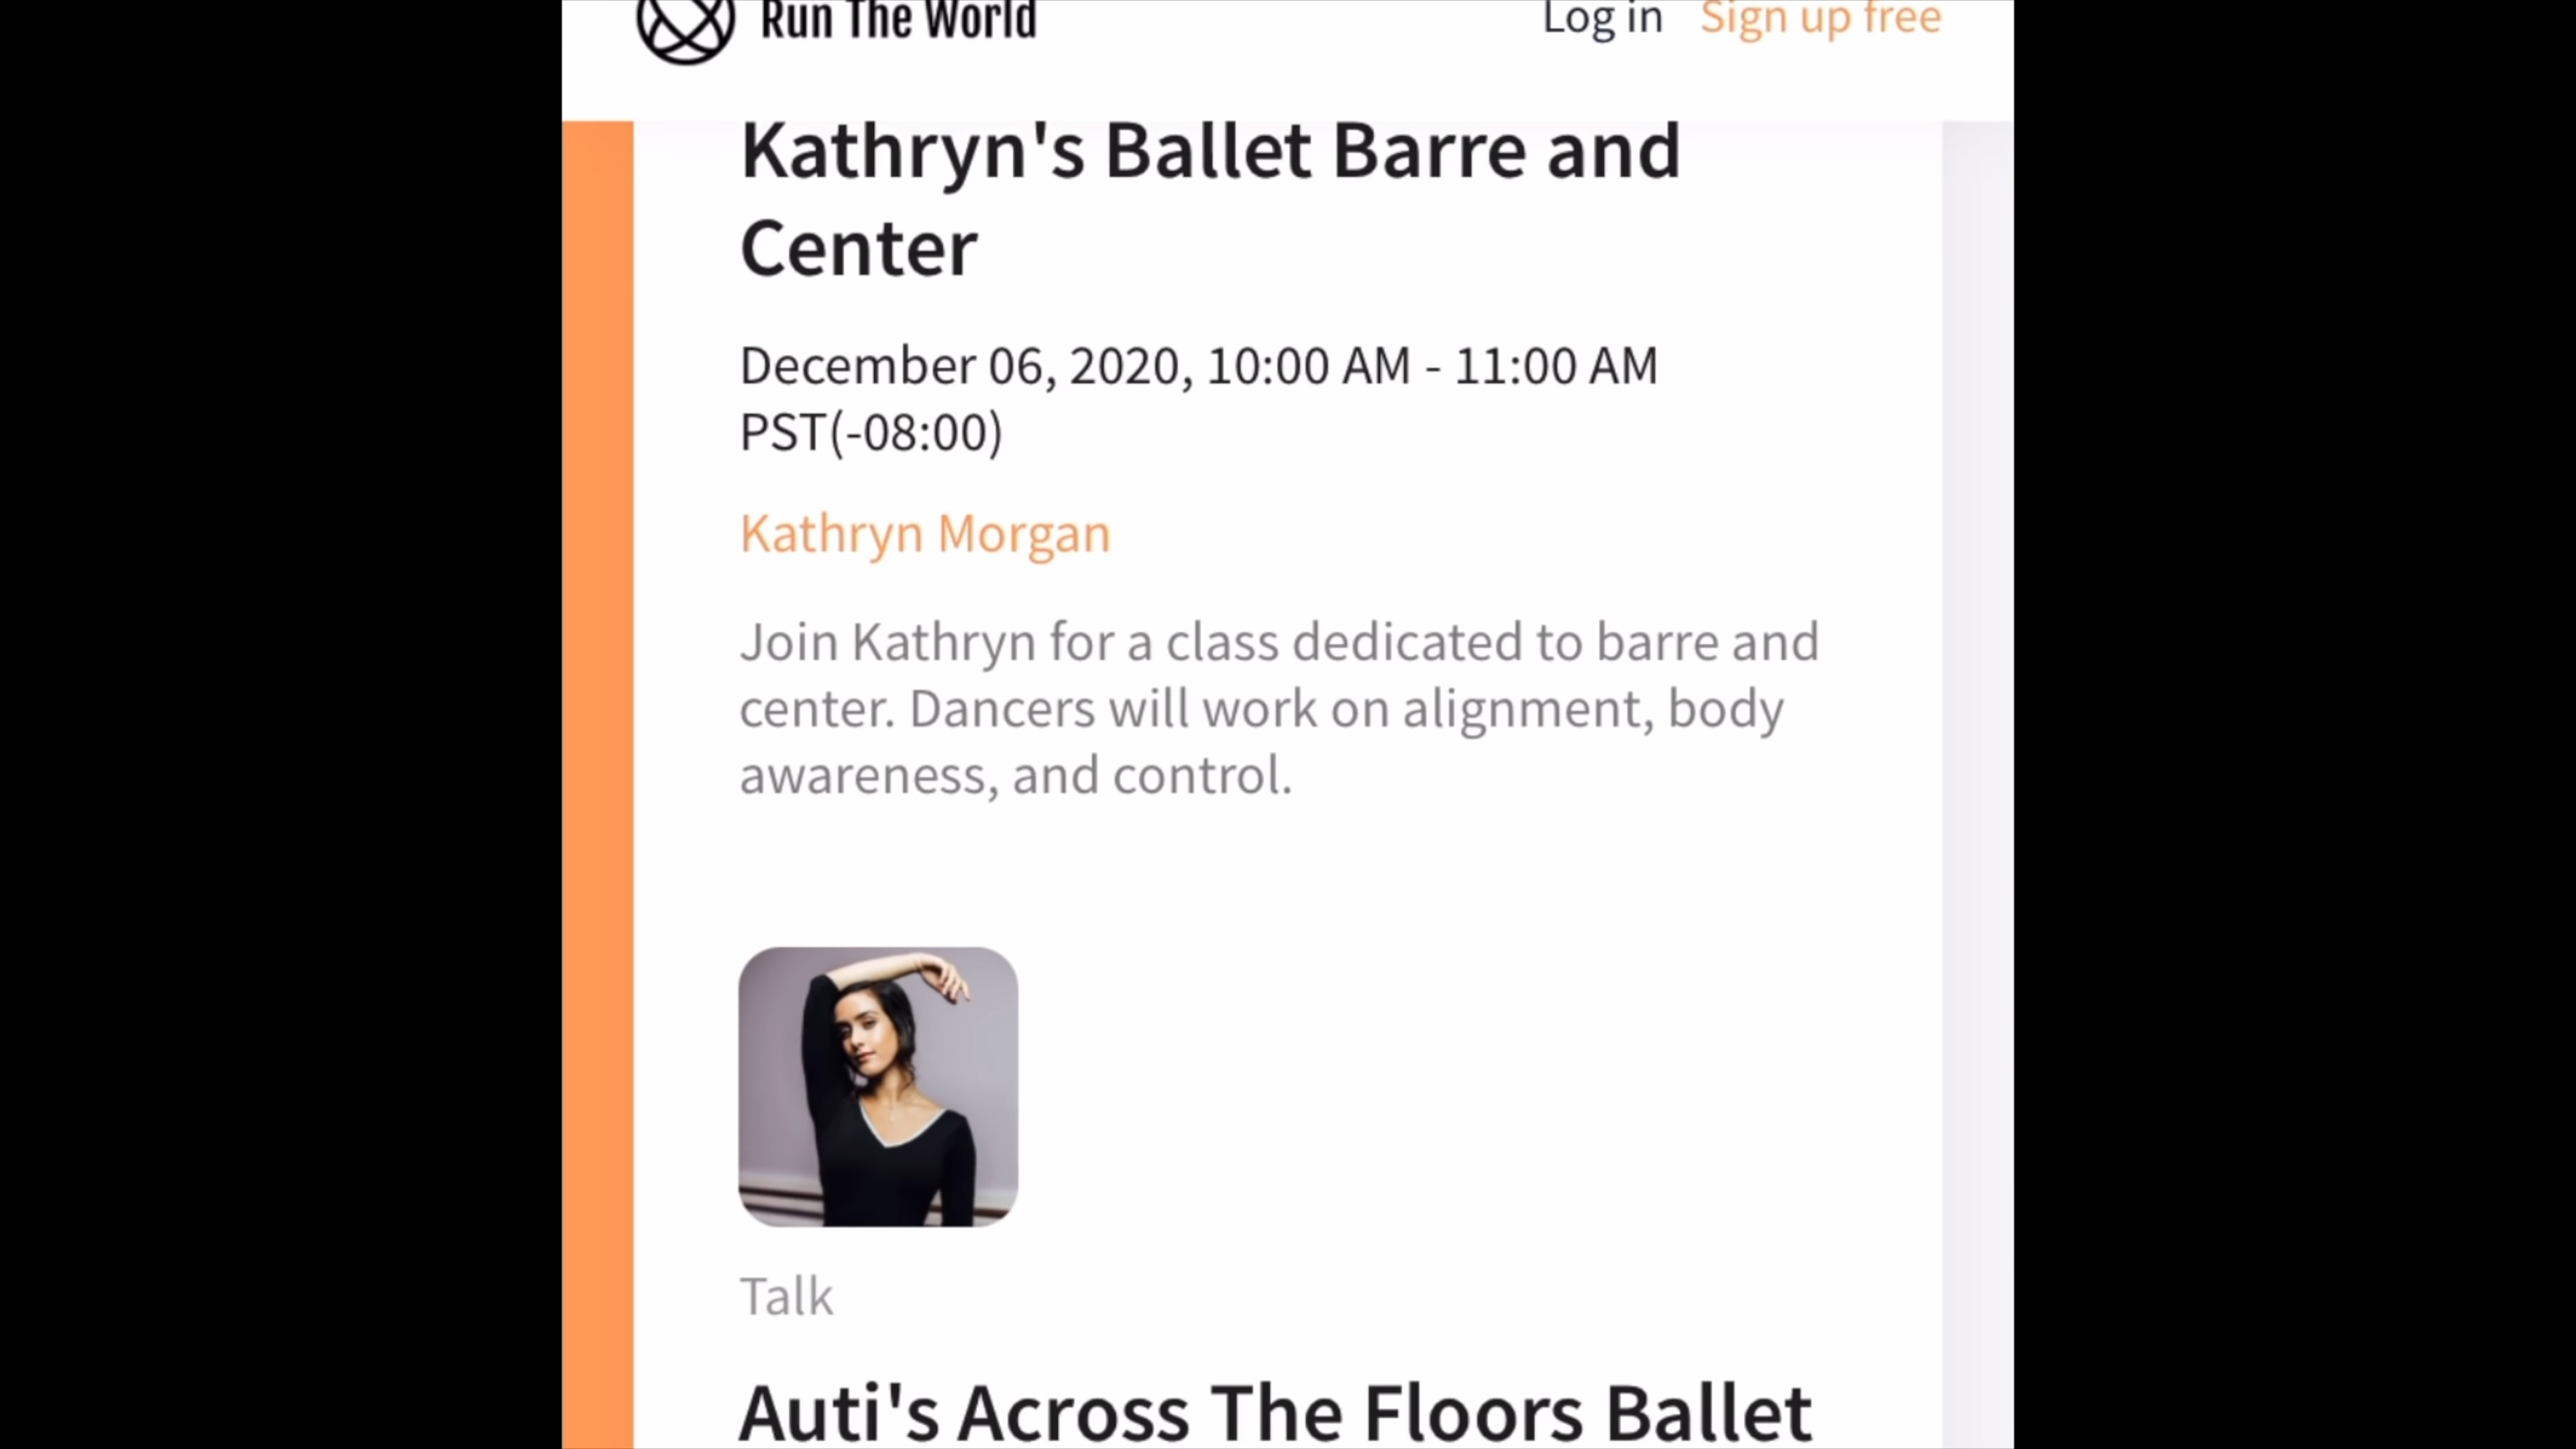 Run The World
Log in
Sign up free
Kathryn's Ballet Barre and
Center
December 06, 2020, 10:00 AM - 11:00 AM
PST(-08:00)
Kathryn Morgan
Join Kathryn for a class dedicated to barre and
center. Dancers will work on alignment, body
awareness, and control.
Talk
Auti's Across The Floors Ballet